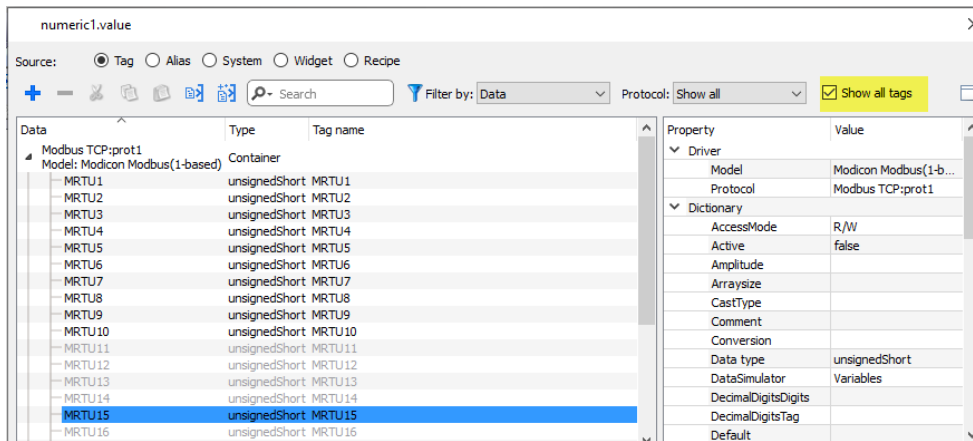 numeric1.value
Source: Tag Alias System Widget Recipe
Search Filter by: Data Protocol: Show all Show all tags
Data Type Tag name
Modbus TCP:prot1
Model: Modicon Modbus(1-based) Container
MRTU1 unsignedShort MRTU1
MRTU2 unsignedShort MRTU2
MRTU3 unsignedShort MRTU3
MRTU4 unsignedShort MRTU4
MRTU5 unsignedShort MRTU5
MRTU6 unsignedShort MRTU6
MRTU7 unsignedShort MRTU7
MRTU8 unsignedShort MRTU8
MRTU9 unsignedShort MRTU9
MRTU10 unsignedShort MRTU10
MRTU11 unsignedShort MRTU11
MRTU12 unsignedShort MRTU12
MRTU13 unsignedShort MRTU13
MRTU14 unsignedShort MRTU14
MRTU15 unsignedShort MRTU15
MRTU16 unsignedShort MRTU16
Property Value
Driver
Model Modicon Modbus(1-b...
Protocol Modbus TCP:prot1
Dictionary
AccessMode R/W
Active false
Amplitude
Arraysize
CastType
Comment
Conversion
Data type unsignedShort
DataSimulator Variables
DecimalDigitsDigits
DecimalDigitsTag
Default